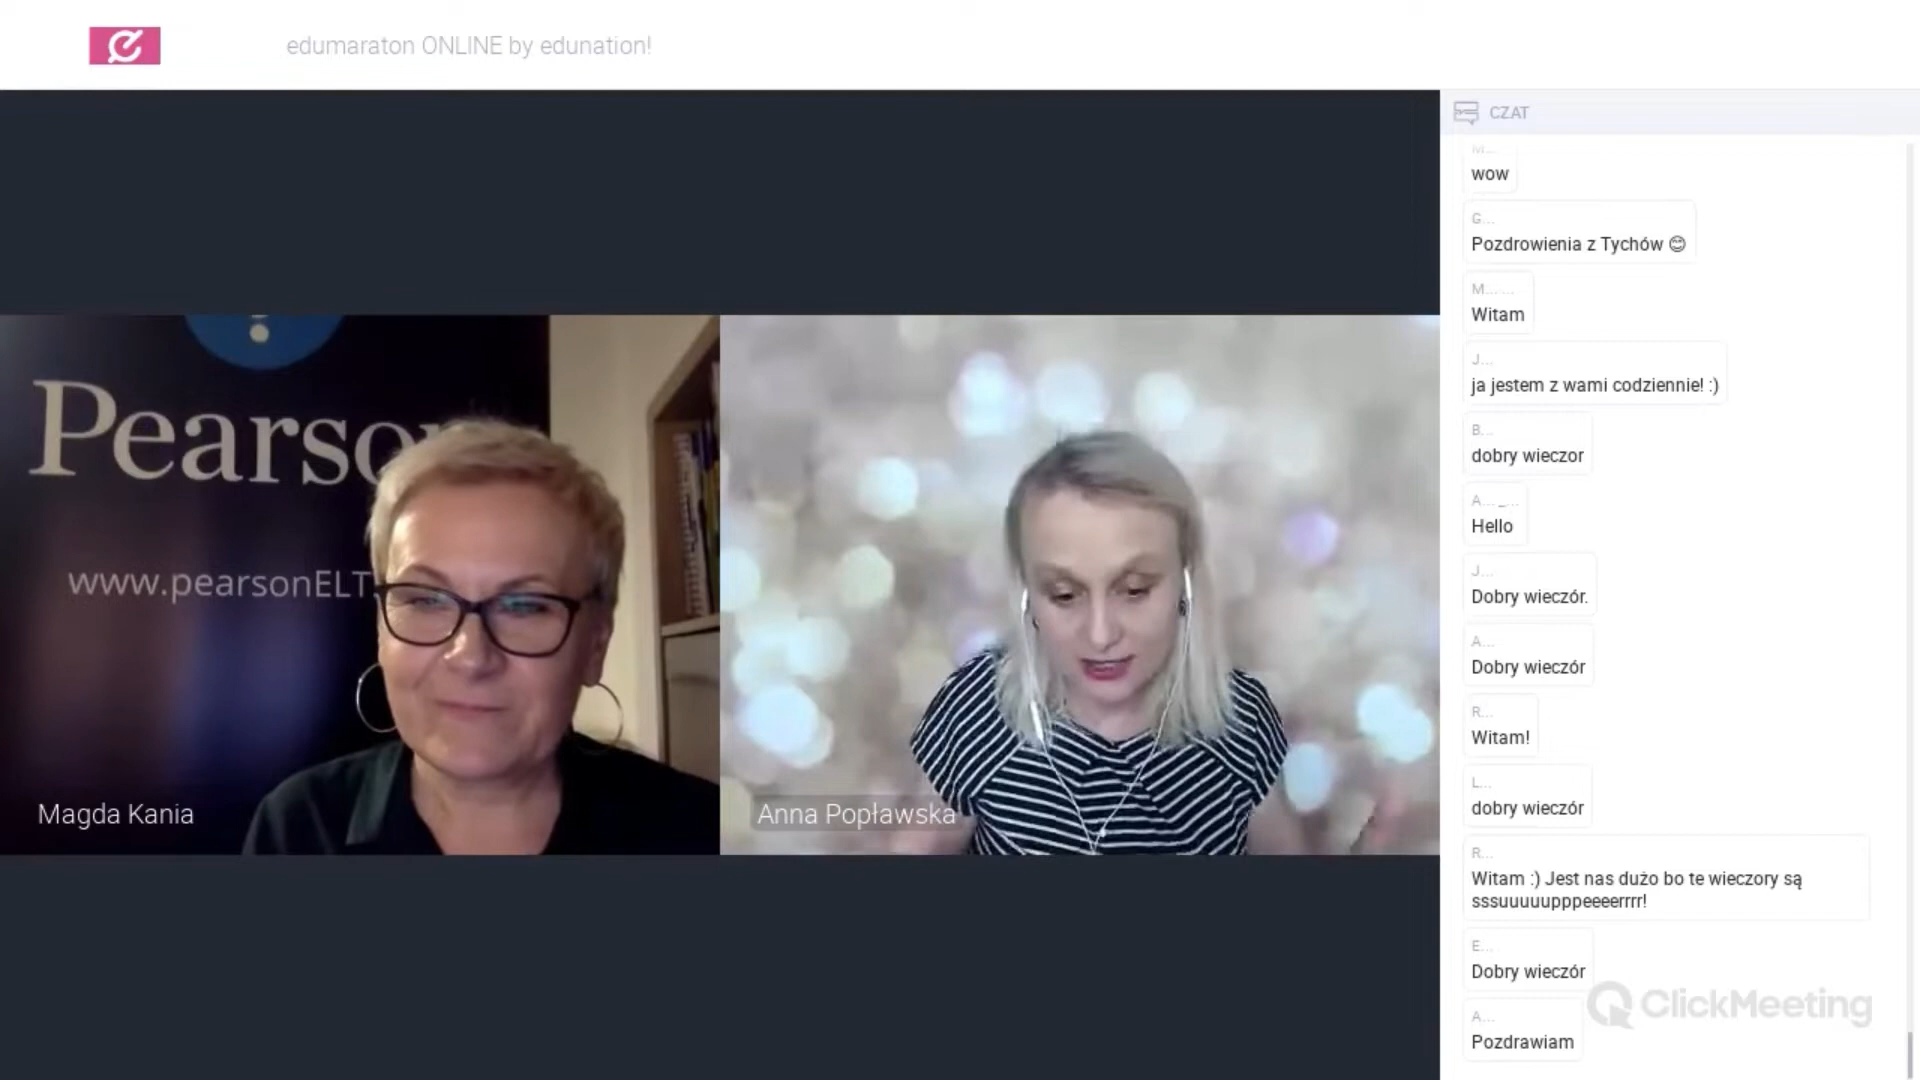 edumaraton ONLINE by edunation!
Pearson
www.pearsonELT.
Magda Kania
Anna Popławska
CZAT
M...
wow
G...
Pozdrowienia z Tychów 😊
M... ...
Witam
J...
ja jestem z wami codziennie! :)
B...
dobry wieczor
A... _...
Hello
J...
Dobry wieczór.
A...
Dobry wieczór
R...
Witam!
L...
dobry wieczór
R...
Witam :) Jest nas dużo bo te wieczory są
sssuuuuupppeeeerrrr!
E...
Dobry wieczór
A...
Pozdrawiam
ClickMeeting